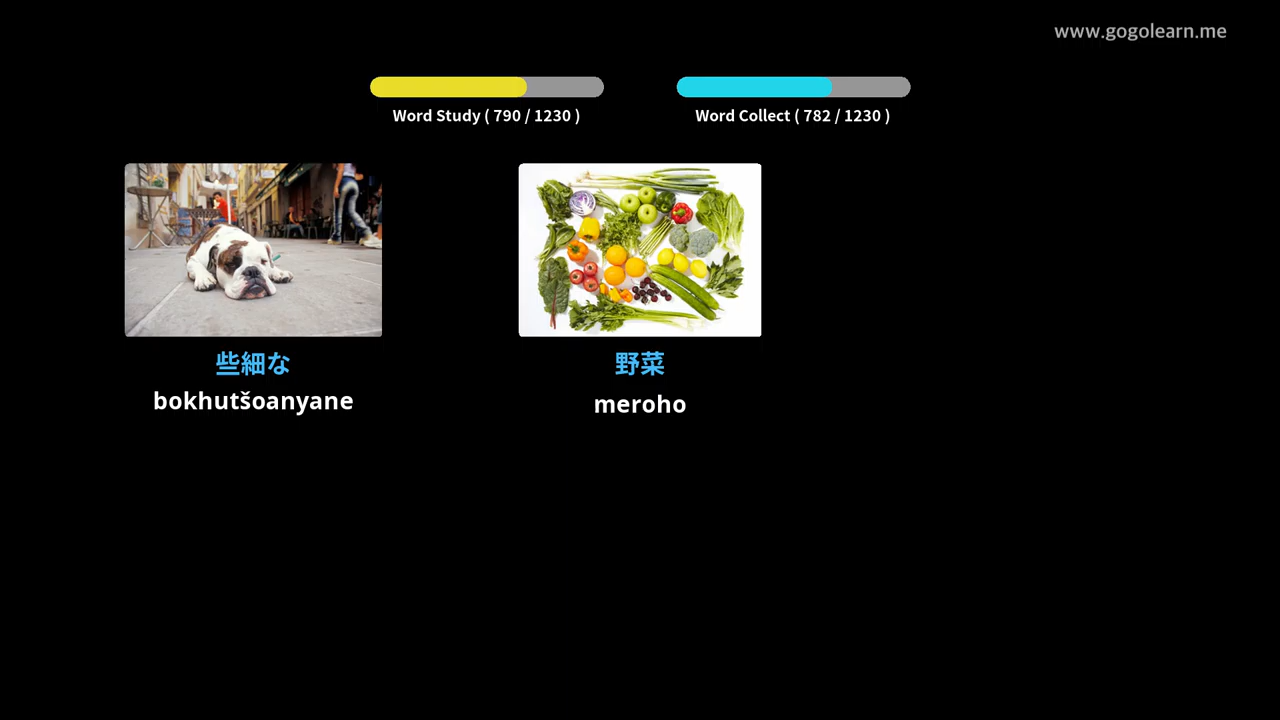 www.gogolearn.me
Word Study ( 790 / 1230 )
Word Collect ( 782 / 1230 )
些細な
bokhutšoanyane
野菜
meroho